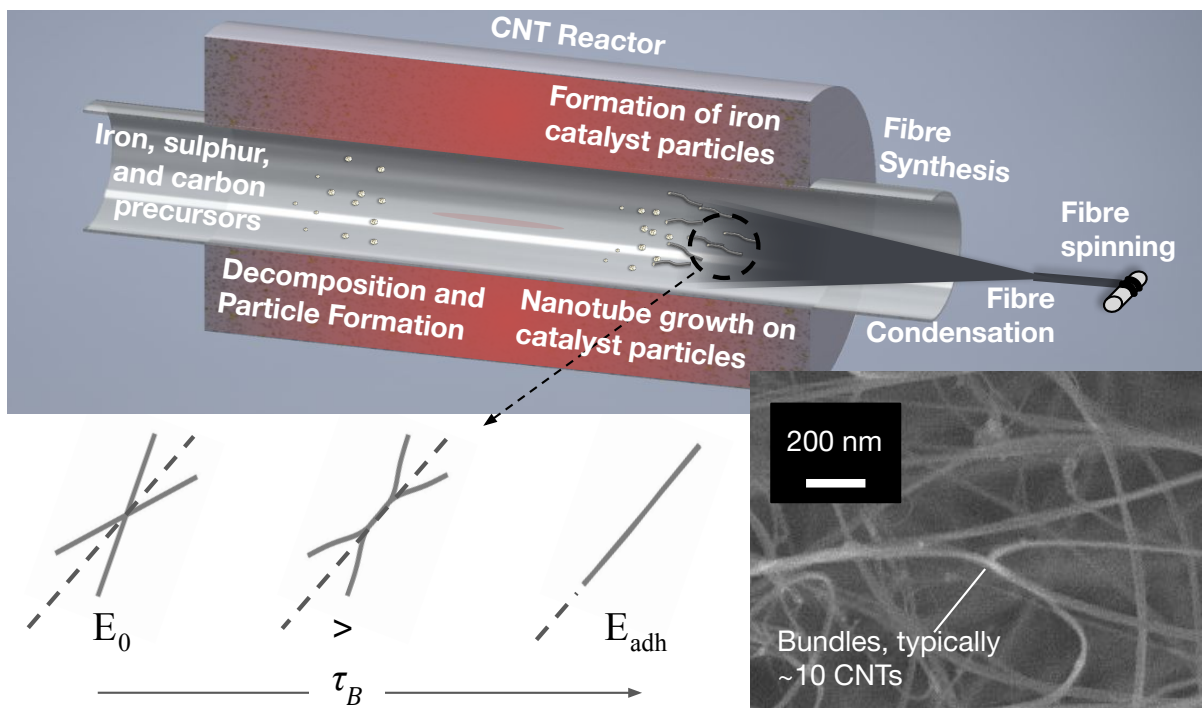 CNT Reactor
Formation of iron
catalyst particles
Fibre
Synthesis
Iron, sulphur,
and carbon
precursors
Fibre
spinning
Decomposition and
Particle Formation
Nanotube growth on
catalyst particles
Fibre
Condensation
200 nm
E0
>
Eadh
τB
Bundles, typically
~10 CNTs